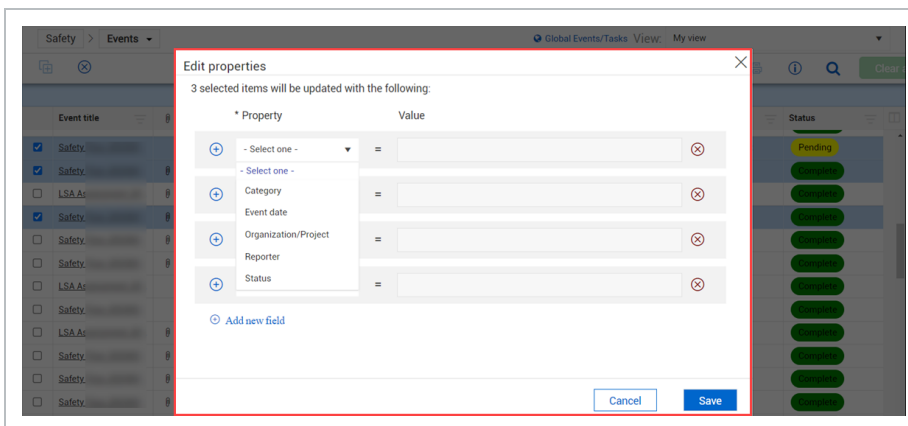 Safety > Events
Global Events/Tasks View: My view
Clear
Edit properties
3 selected items will be updated with the following:
* Property Value
- Select one - =
- Select one -
Category
Event date
Organization/Project
Reporter
Status
=
=
=
Add new field
Cancel Save
Event title Status
Safety Pending
Safety Complete
LSA Complete
Safety Complete
Safety Complete
Safety Complete
LSA Complete
Safety Complete
LSA Complete
Safety Complete
Safety Complete
Safety Complete